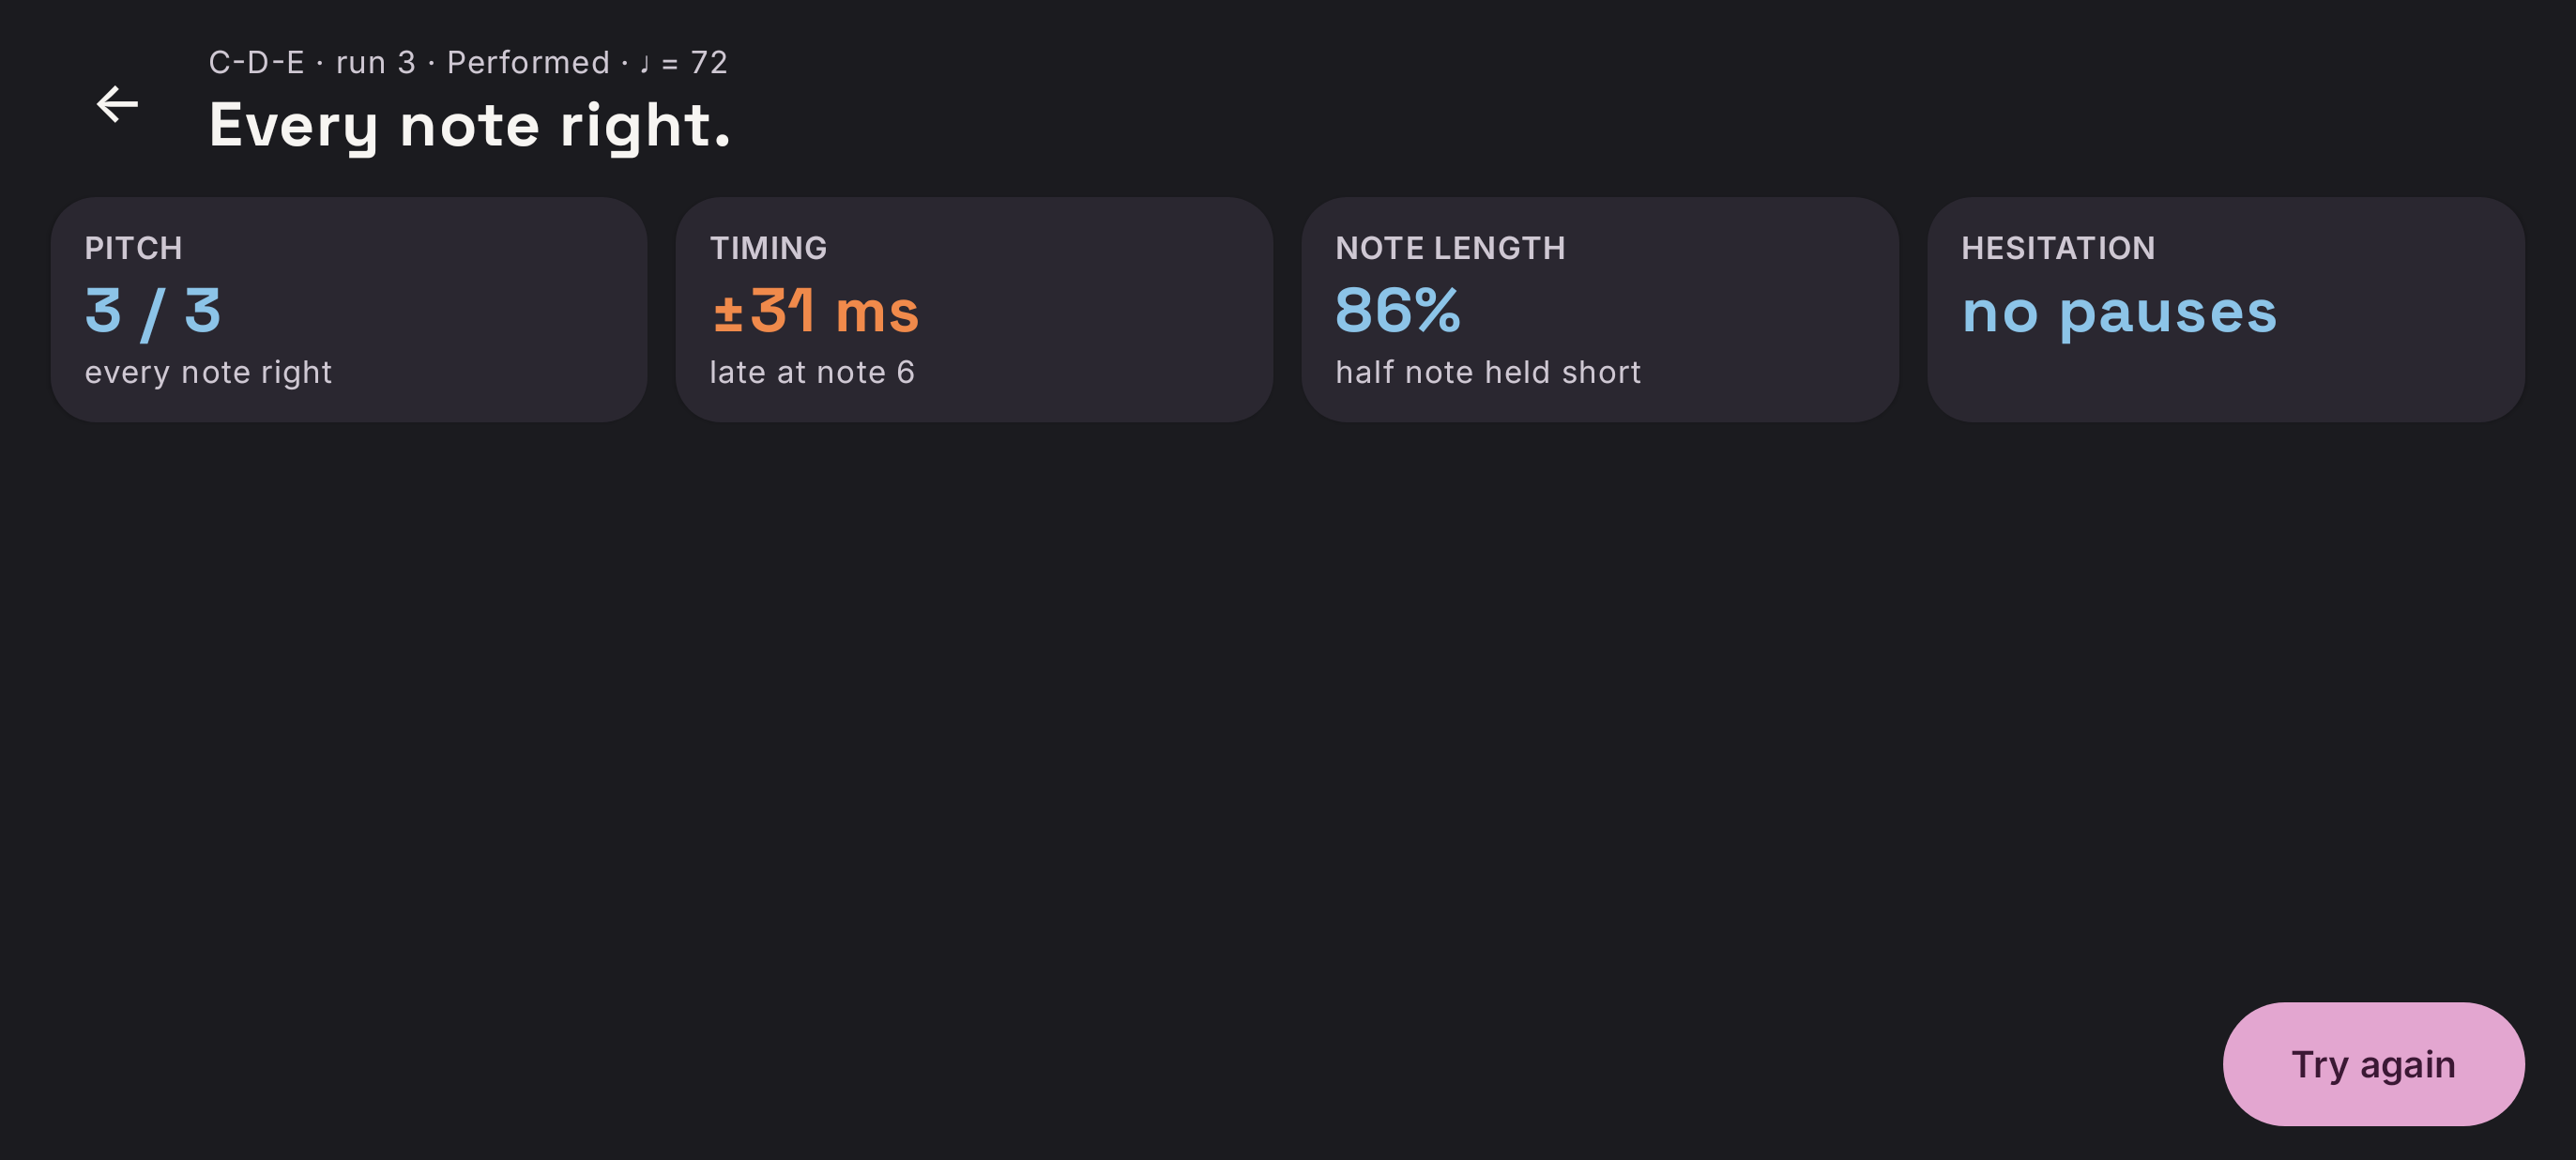 C-D-E · run 3 · Performed · ♩ = 72
Every note right.
PITCH
3 / 3
every note right
TIMING
±31 ms
late at note 6
NOTE LENGTH
86%
half note held short
HESITATION
no pauses
Try again